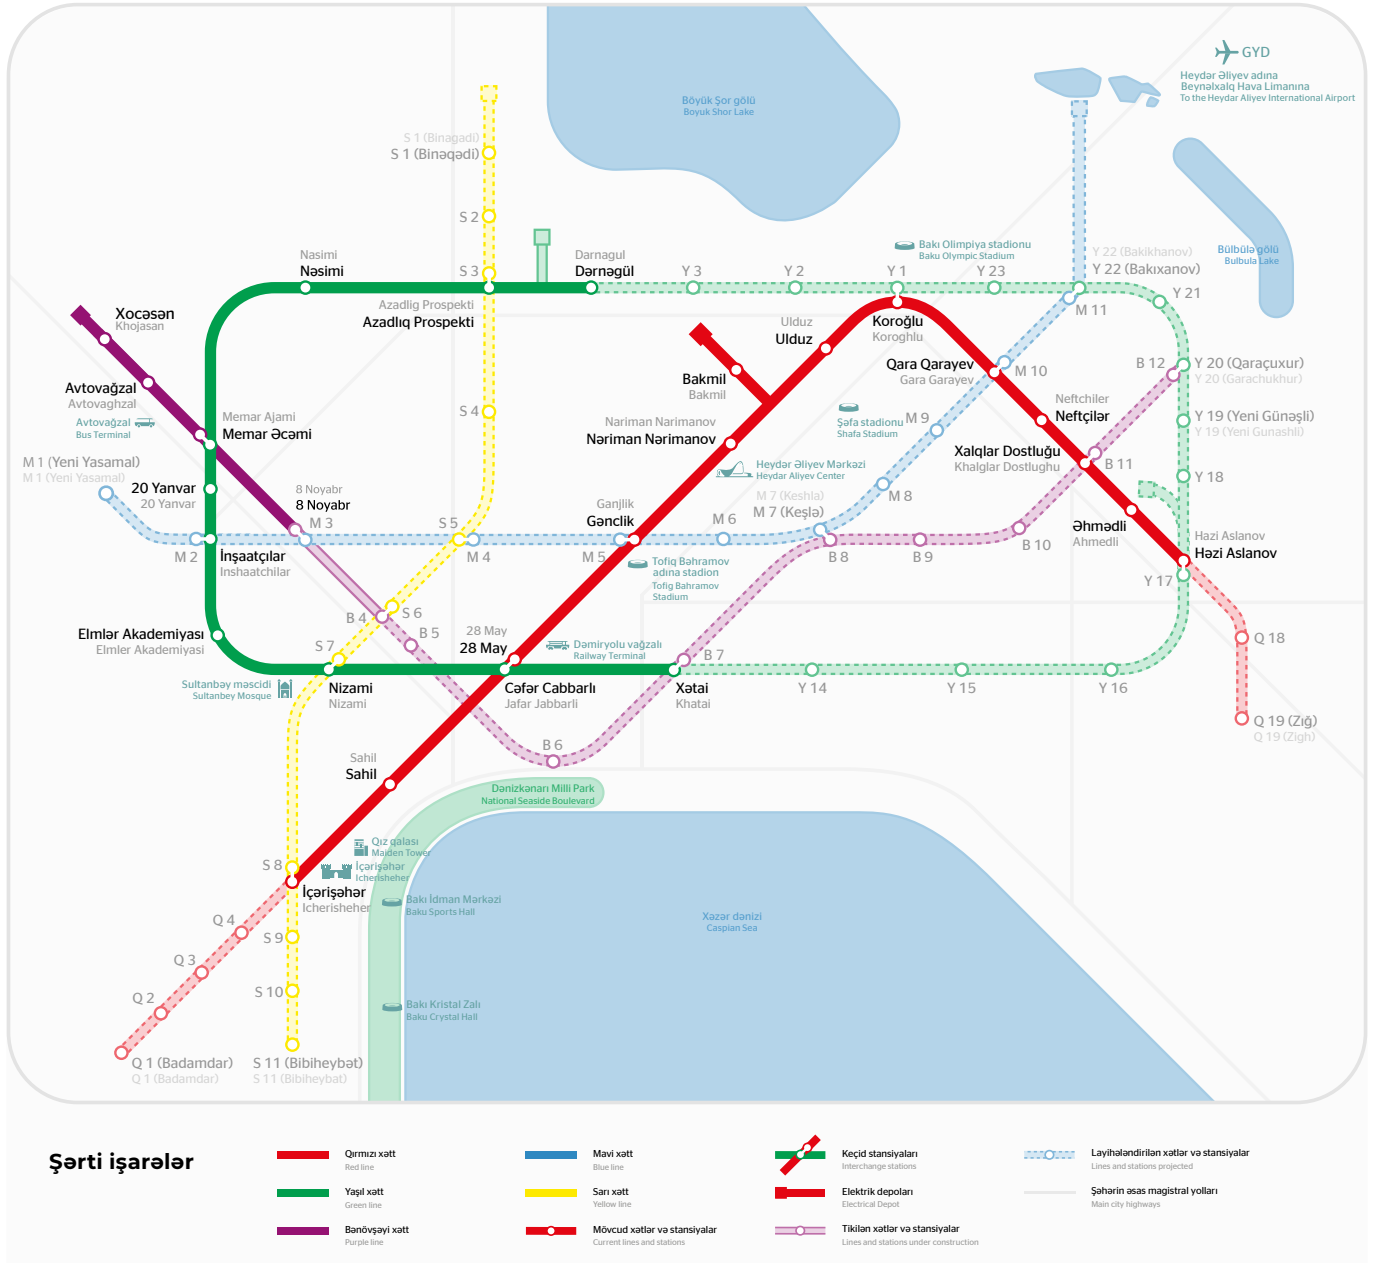 GYD
Heydər Əliyev adına
Beynəlxalq Hava Limanına
To the Heydar Aliyev International Airport
Böyük Şor gölü
Boyuk Shor Lake
S 1 (Binagadi)
S 1 (Binəqədi)
S 2
S 3
Nasimi
Nəsimi
Darnagul
Dərnəgül
Y 3
Y 2
Y 1
Y 23
Bakı Olimpiya stadionu
Baku Olympic Stadium
Y 22 (Bakikhanov)
Y 22 (Bakıxanov)
Bülbülə gölü
Bulbula Lake
Y 21
M 11
Azadlig Prospekti
Azadlıq Prospekti
Xocəsən
Khojasan
Ulduz
Ulduz
Koroğlu
Koroghlu
Qara Qarayev
Gara Garayev
M 10
B 12
Y 20 (Qaraçuxur)
Y 20 (Garachukhur)
Avtovağzal
Avtovaghzal
Avtovağzal
Bus Terminal
Bakmil
Bakmil
Memar Ajami
Memar Əcəmi
S 4
Nariman Narimanov
Nəriman Nərimanov
Şəfa stadionu
Shafa Stadium
M 9
Neftchiler
Neftçilər
Y 19 (Yeni Günəşli)
Y 19 (Yeni Gunashli)
M 1 (Yeni Yasamal)
M 1 (Yeni Yasamal)
Heydər Əliyev Mərkəzi
Heydar Aliyev Center
Xalqlar Dostluğu
Khalglar Dostlughu
B 11
Y 18
20 Yanvar
20 Yanvar
8 Noyabr
8 Noyabr
M 3
Ganjlik
Gənclik
M 7 (Keshla)
M 7 (Keşlə)
M 8
M 6
S 5
M 2
İnşaatçılar
Inshaatchilar
M 4
M 5
B 8
B 9
B 10
Əhmədli
Ahmedli
Hazi Aslanov
Həzi Aslanov
Tofiq Bəhramov
adına stadion
Tofig Bahramov
Stadium
Y 17
B 4
S 6
B 5
Elmlər Akademiyası
Elmler Akademiyasi
S 7
28 May
28 May
Dəmiryolu vağzalı
Railway Terminal
B 7
Q 18
Sultanbəy məscidi
Sultanbey Mosque
Nizami
Nizami
Cəfər Cabbarlı
Jafar Jabbarli
Xətai
Khatai
Y 14
Y 15
Y 16
Q 19 (Zığ)
Q 19 (Zigh)
B 6
Sahil
Sahil
Dənizkənarı Milli Park
National Seaside Boulevard
Qız qalası
Maiden Tower
İçərişəhər
Icherisheher
S 8
İçərişəhər
Icherisheher
Bakı İdman Mərkəzi
Baku Sports Hall
Xəzər dənizi
Caspian Sea
Q 4
S 9
Q 3
Q 2
S 10
Bakı Kristal Zalı
Baku Crystal Hall
Q 1 (Badamdar)
Q 1 (Badamdar)
S 11 (Bibiheybət)
S 11 (Bibiheybat)
Şərti işarələr
Qırmızı xətt
Red line
Yaşıl xətt
Green line
Bənövşəyi xətt
Purple line
Mavi xətt
Blue line
Sarı xətt
Yellow line
Mövcud xətlər və stansiyalar
Current lines and stations
Keçid stansiyaları
Interchange stations
Elektrik depoları
Electrical Depot
Tikilən xətlər və stansiyalar
Lines and stations under construction
Layihələndirilən xətlər və stansiyalar
Lines and stations projected
Şəhərin əsas magistral yolları
Main city highways